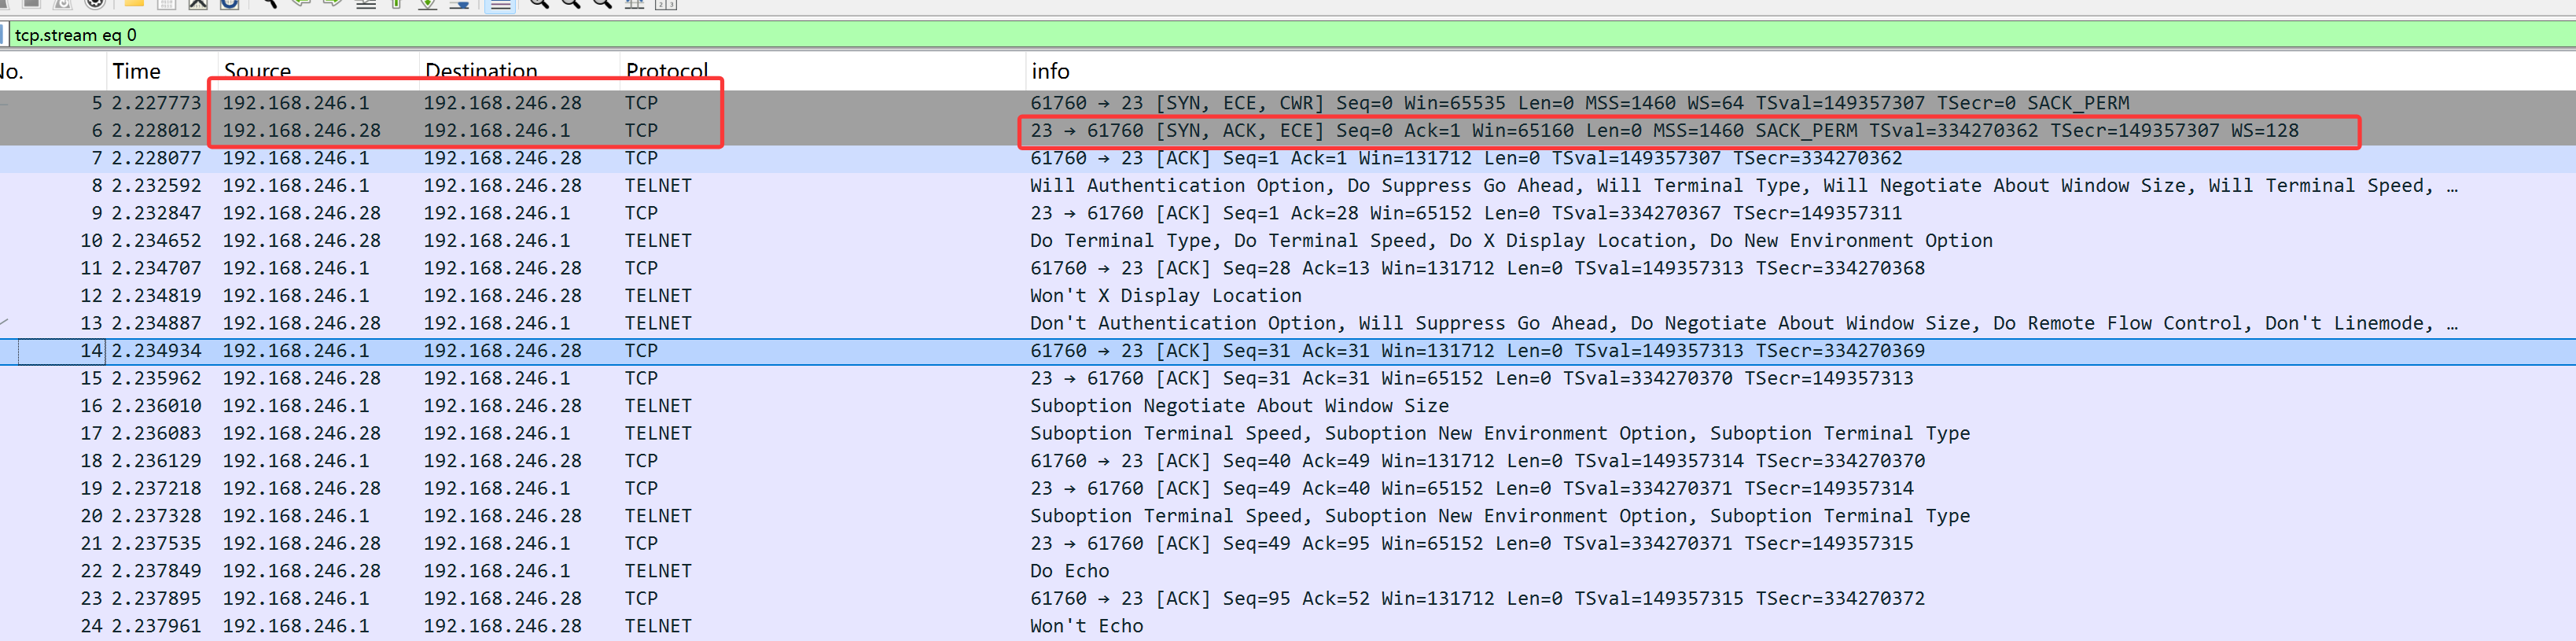 tcp.stream eq 0
No. Time Source Destination Protocol info
5 2.227773 192.168.246.1 192.168.246.28 TCP 61760 → 23 [SYN, ECE, CWR] Seq=0 Win=65535 Len=0 MSS=1460 WS=64 TSval=149357307 TSecr=0 SACK_PERM
6 2.228012 192.168.246.28 192.168.246.1 TCP 23 → 61760 [SYN, ACK, ECE] Seq=0 Ack=1 Win=65160 Len=0 MSS=1460 SACK_PERM TSval=334270362 TSecr=149357307 WS=128
7 2.228077 192.168.246.1 192.168.246.28 TCP 61760 → 23 [ACK] Seq=1 Ack=1 Win=131712 Len=0 TSval=149357307 TSecr=334270362
8 2.232592 192.168.246.1 192.168.246.28 TELNET Will Authentication Option, Do Suppress Go Ahead, Will Terminal Type, Will Negotiate About Window Size, Will Terminal Speed, …
9 2.232847 192.168.246.28 192.168.246.1 TCP 23 → 61760 [ACK] Seq=1 Ack=28 Win=65152 Len=0 TSval=334270367 TSecr=149357311
10 2.234652 192.168.246.28 192.168.246.1 TELNET Do Terminal Type, Do Terminal Speed, Do X Display Location, Do New Environment Option
11 2.234707 192.168.246.1 192.168.246.28 TCP 61760 → 23 [ACK] Seq=28 Ack=13 Win=131712 Len=0 TSval=149357313 TSecr=334270368
12 2.234819 192.168.246.1 192.168.246.28 TELNET Won't X Display Location
13 2.234887 192.168.246.28 192.168.246.1 TELNET Don't Authentication Option, Will Suppress Go Ahead, Do Negotiate About Window Size, Do Remote Flow Control, Don't Linemode, …
14 2.234934 192.168.246.1 192.168.246.28 TCP 61760 → 23 [ACK] Seq=31 Ack=31 Win=131712 Len=0 TSval=149357313 TSecr=334270369
15 2.235962 192.168.246.28 192.168.246.1 TCP 23 → 61760 [ACK] Seq=31 Ack=31 Win=65152 Len=0 TSval=334270370 TSecr=149357313
16 2.236010 192.168.246.1 192.168.246.28 TELNET Suboption Negotiate About Window Size
17 2.236083 192.168.246.28 192.168.246.1 TELNET Suboption Terminal Speed, Suboption New Environment Option, Suboption Terminal Type
18 2.236129 192.168.246.1 192.168.246.28 TCP 61760 → 23 [ACK] Seq=40 Ack=49 Win=131712 Len=0 TSval=149357314 TSecr=334270370
19 2.237218 192.168.246.28 192.168.246.1 TCP 23 → 61760 [ACK] Seq=49 Ack=40 Win=65152 Len=0 TSval=334270371 TSecr=149357314
20 2.237328 192.168.246.1 192.168.246.28 TELNET Suboption Terminal Speed, Suboption New Environment Option, Suboption Terminal Type
21 2.237535 192.168.246.28 192.168.246.1 TCP 23 → 61760 [ACK] Seq=49 Ack=95 Win=65152 Len=0 TSval=334270371 TSecr=149357315
22 2.237849 192.168.246.28 192.168.246.1 TELNET Do Echo
23 2.237895 192.168.246.1 192.168.246.28 TCP 61760 → 23 [ACK] Seq=95 Ack=52 Win=131712 Len=0 TSval=149357315 TSecr=334270372
24 2.237961 192.168.246.1 192.168.246.28 TELNET Won't Echo